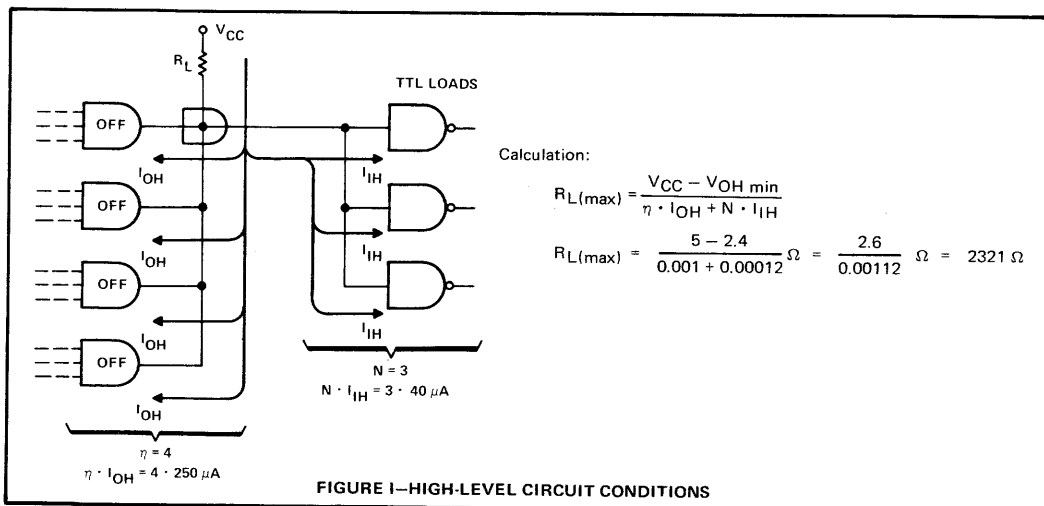 V_CC
R_L
TTL LOADS
OFF
I_OH
I_IH
OFF
I_OH
I_IH
OFF
I_OH
I_IH
OFF
I_OH
N = 3
N · I_IH = 3 · 40 μA
η = 4
η · I_OH = 4 · 250 μA
Calculation:
R_L(max) = (V_CC – V_OH min) / (η · I_OH + N · I_IH)
R_L(max) = (5 – 2.4) / (0.001 + 0.00012) Ω = 2.6 / 0.00112 Ω = 2321 Ω
FIGURE I—HIGH-LEVEL CIRCUIT CONDITIONS